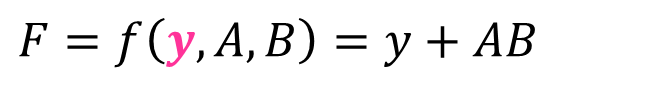 F = f(y, A, B) = y + AB